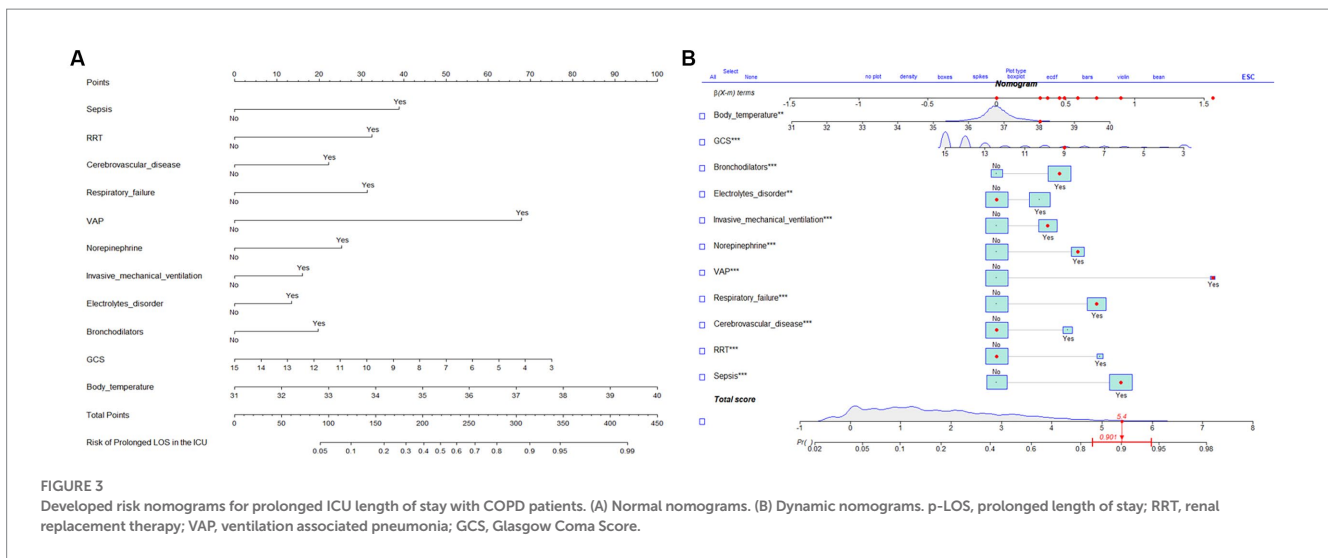 A
Points
0 10 20 30 40 50 60 70 80 90 100
Sepsis
No Yes
RRT
No Yes
Cerebrovascular_disease
No Yes
Respiratory_failure
No Yes
VAP
No Yes
Norepinephrine
No Yes
Invasive_mechanical_ventilation
No Yes
Electrolytes_disorder
No Yes
Bronchodilators
No Yes
GCS
15 14 13 12 11 10 9 8 7 6 5 4 3
Body_temperature
31 32 33 34 35 36 37 38 39 40
Total Points
0 50 100 150 200 250 300 350 400 450
Risk of Prolonged LOS in the ICU
0.05 0.1 0.2 0.3 0.4 0.5 0.6 0.7 0.8 0.9 0.95 0.99
B
Select
All None
no plot density boxes spikes
Plot type
boxplot
ecdf bars violin bean
ESC
Nomogram
β(X-m) terms
-1.5 -1 -0.5 0 0.5 1 1.5
Body_temperature**
31 32 33 34 35 36 37 38 39 40
GCS***
15 13 11 9 7 5 3
Bronchodilators***
No Yes
Electrolytes_disorder**
No Yes
Invasive_mechanical_ventilation***
No Yes
Norepinephrine***
No Yes
VAP***
No Yes
Respiratory_failure***
No Yes
Cerebrovascular_disease***
No Yes
RRT***
No Yes
Sepsis***
No Yes
Total score
5.4
-1 0 1 2 3 4 5 6 7 8
0.901
Pr( )
0.02 0.05 0.1 0.2 0.4 0.6 0.8 0.9 0.95 0.98
FIGURE 3
Developed risk nomograms for prolonged ICU length of stay with COPD patients. (A) Normal nomograms. (B) Dynamic nomograms. p-LOS, prolonged length of stay; RRT, renal
replacement therapy; VAP, ventilation associated pneumonia; GCS, Glasgow Coma Score.